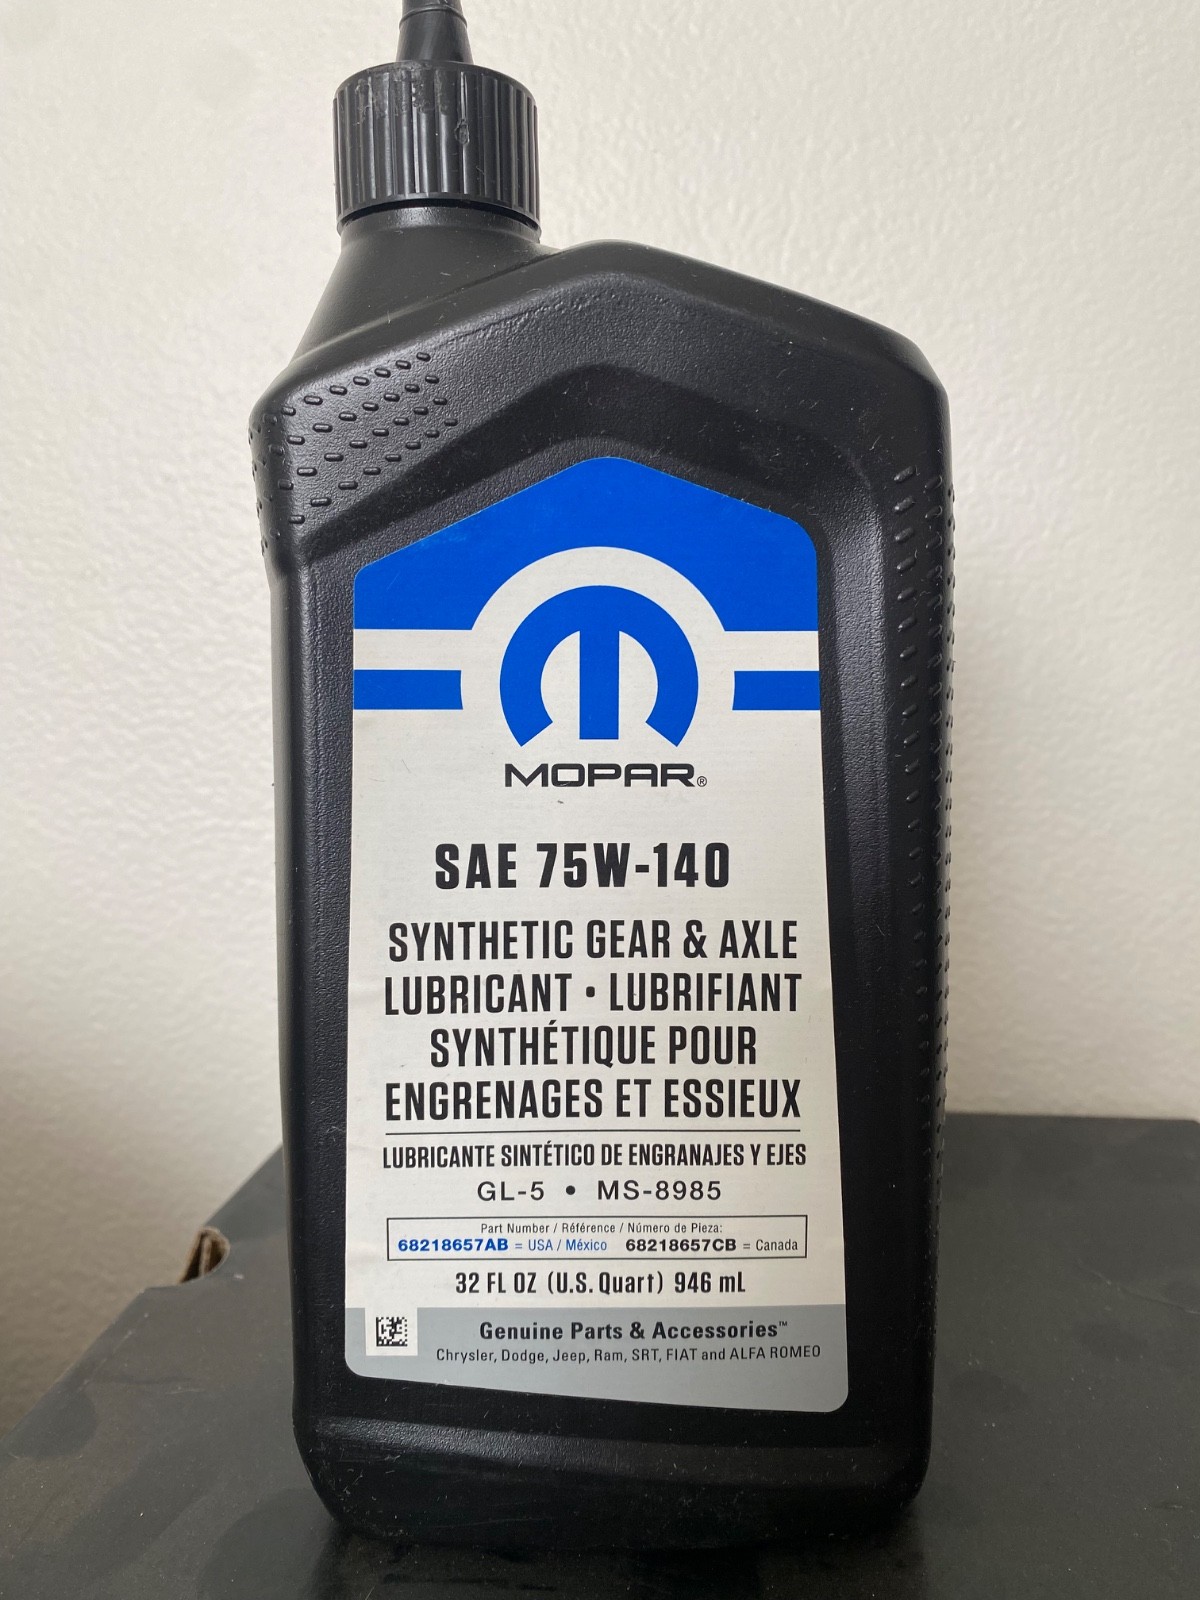 MOPAR®
SAE 75W-140
SYNTHETIC GEAR & AXLE
LUBRICANT • LUBRIFIANT
SYNTHÉTIQUE POUR
ENGRENAGES ET ESSIEUX
LUBRICANTE SINTÉTICO DE ENGRANAJES Y EJES
GL-5 • MS-8985
Part Number / Référence / Número de Pieza:
68218657AB = USA / México 68218657CB = Canada
32 FL OZ (U.S. Quart) 946 mL
Genuine Parts & Accessories™
Chrysler, Dodge, Jeep, Ram, SRT, FIAT and ALFA ROMEO